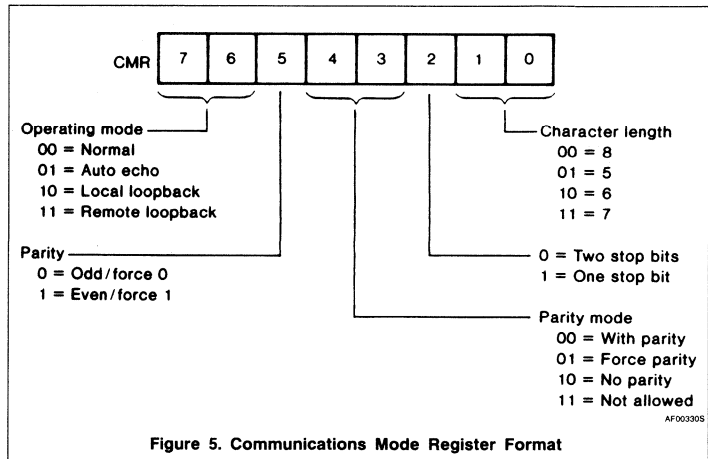 CMR 7 6 5 4 3 2 1 0
Operating mode
00 = Normal
01 = Auto echo
10 = Local loopback
11 = Remote loopback
Parity
0 = Odd/force 0
1 = Even/force 1
Character length
00 = 8
01 = 5
10 = 6
11 = 7
0 = Two stop bits
1 = One stop bit
Parity mode
00 = With parity
01 = Force parity
10 = No parity
11 = Not allowed
AF00330S
Figure 5. Communications Mode Register Format